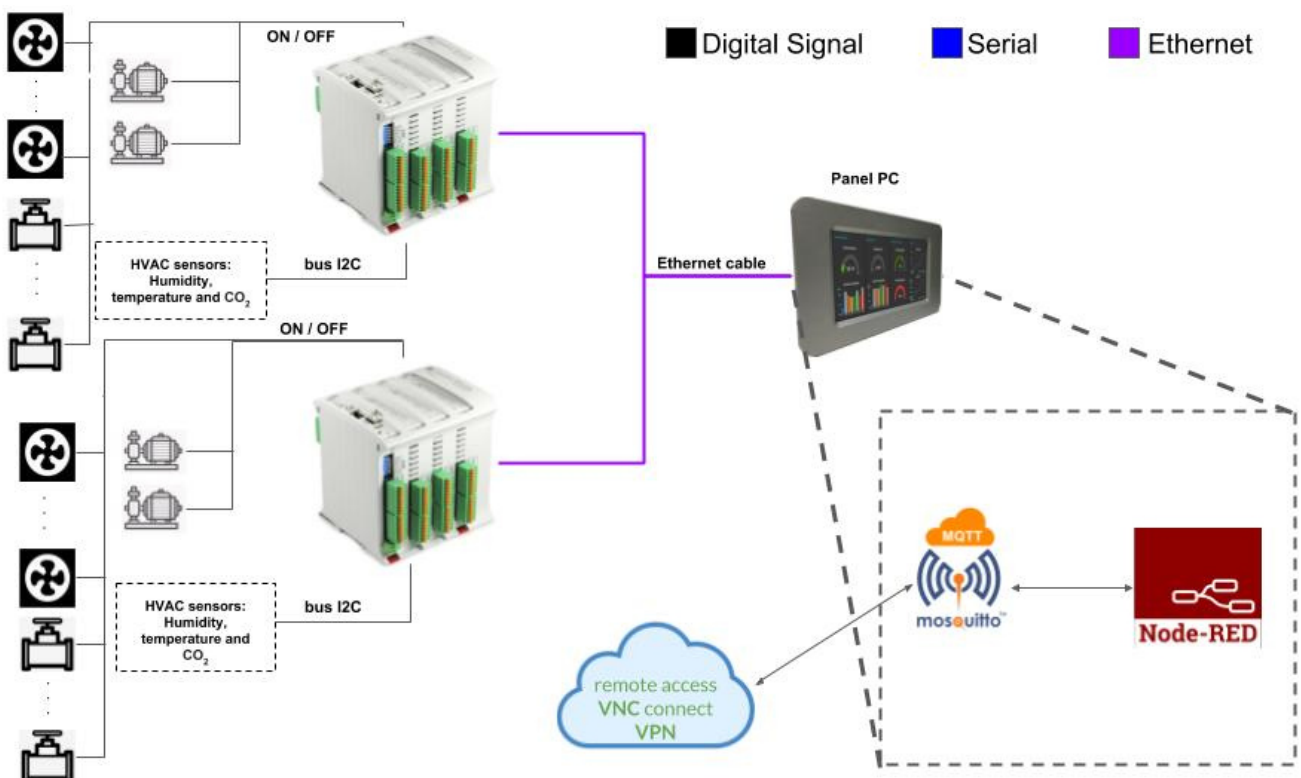 ON / OFF
Digital Signal
Serial
Ethernet
Panel PC
HVAC sensors:
Humidity,
temperature and CO2
bus I2C
Ethernet cable
ON / OFF
HVAC sensors:
Humidity,
temperature and
CO2
bus I2C
MQTT
mosquitto
Node-RED
remote access
VNC connect
VPN